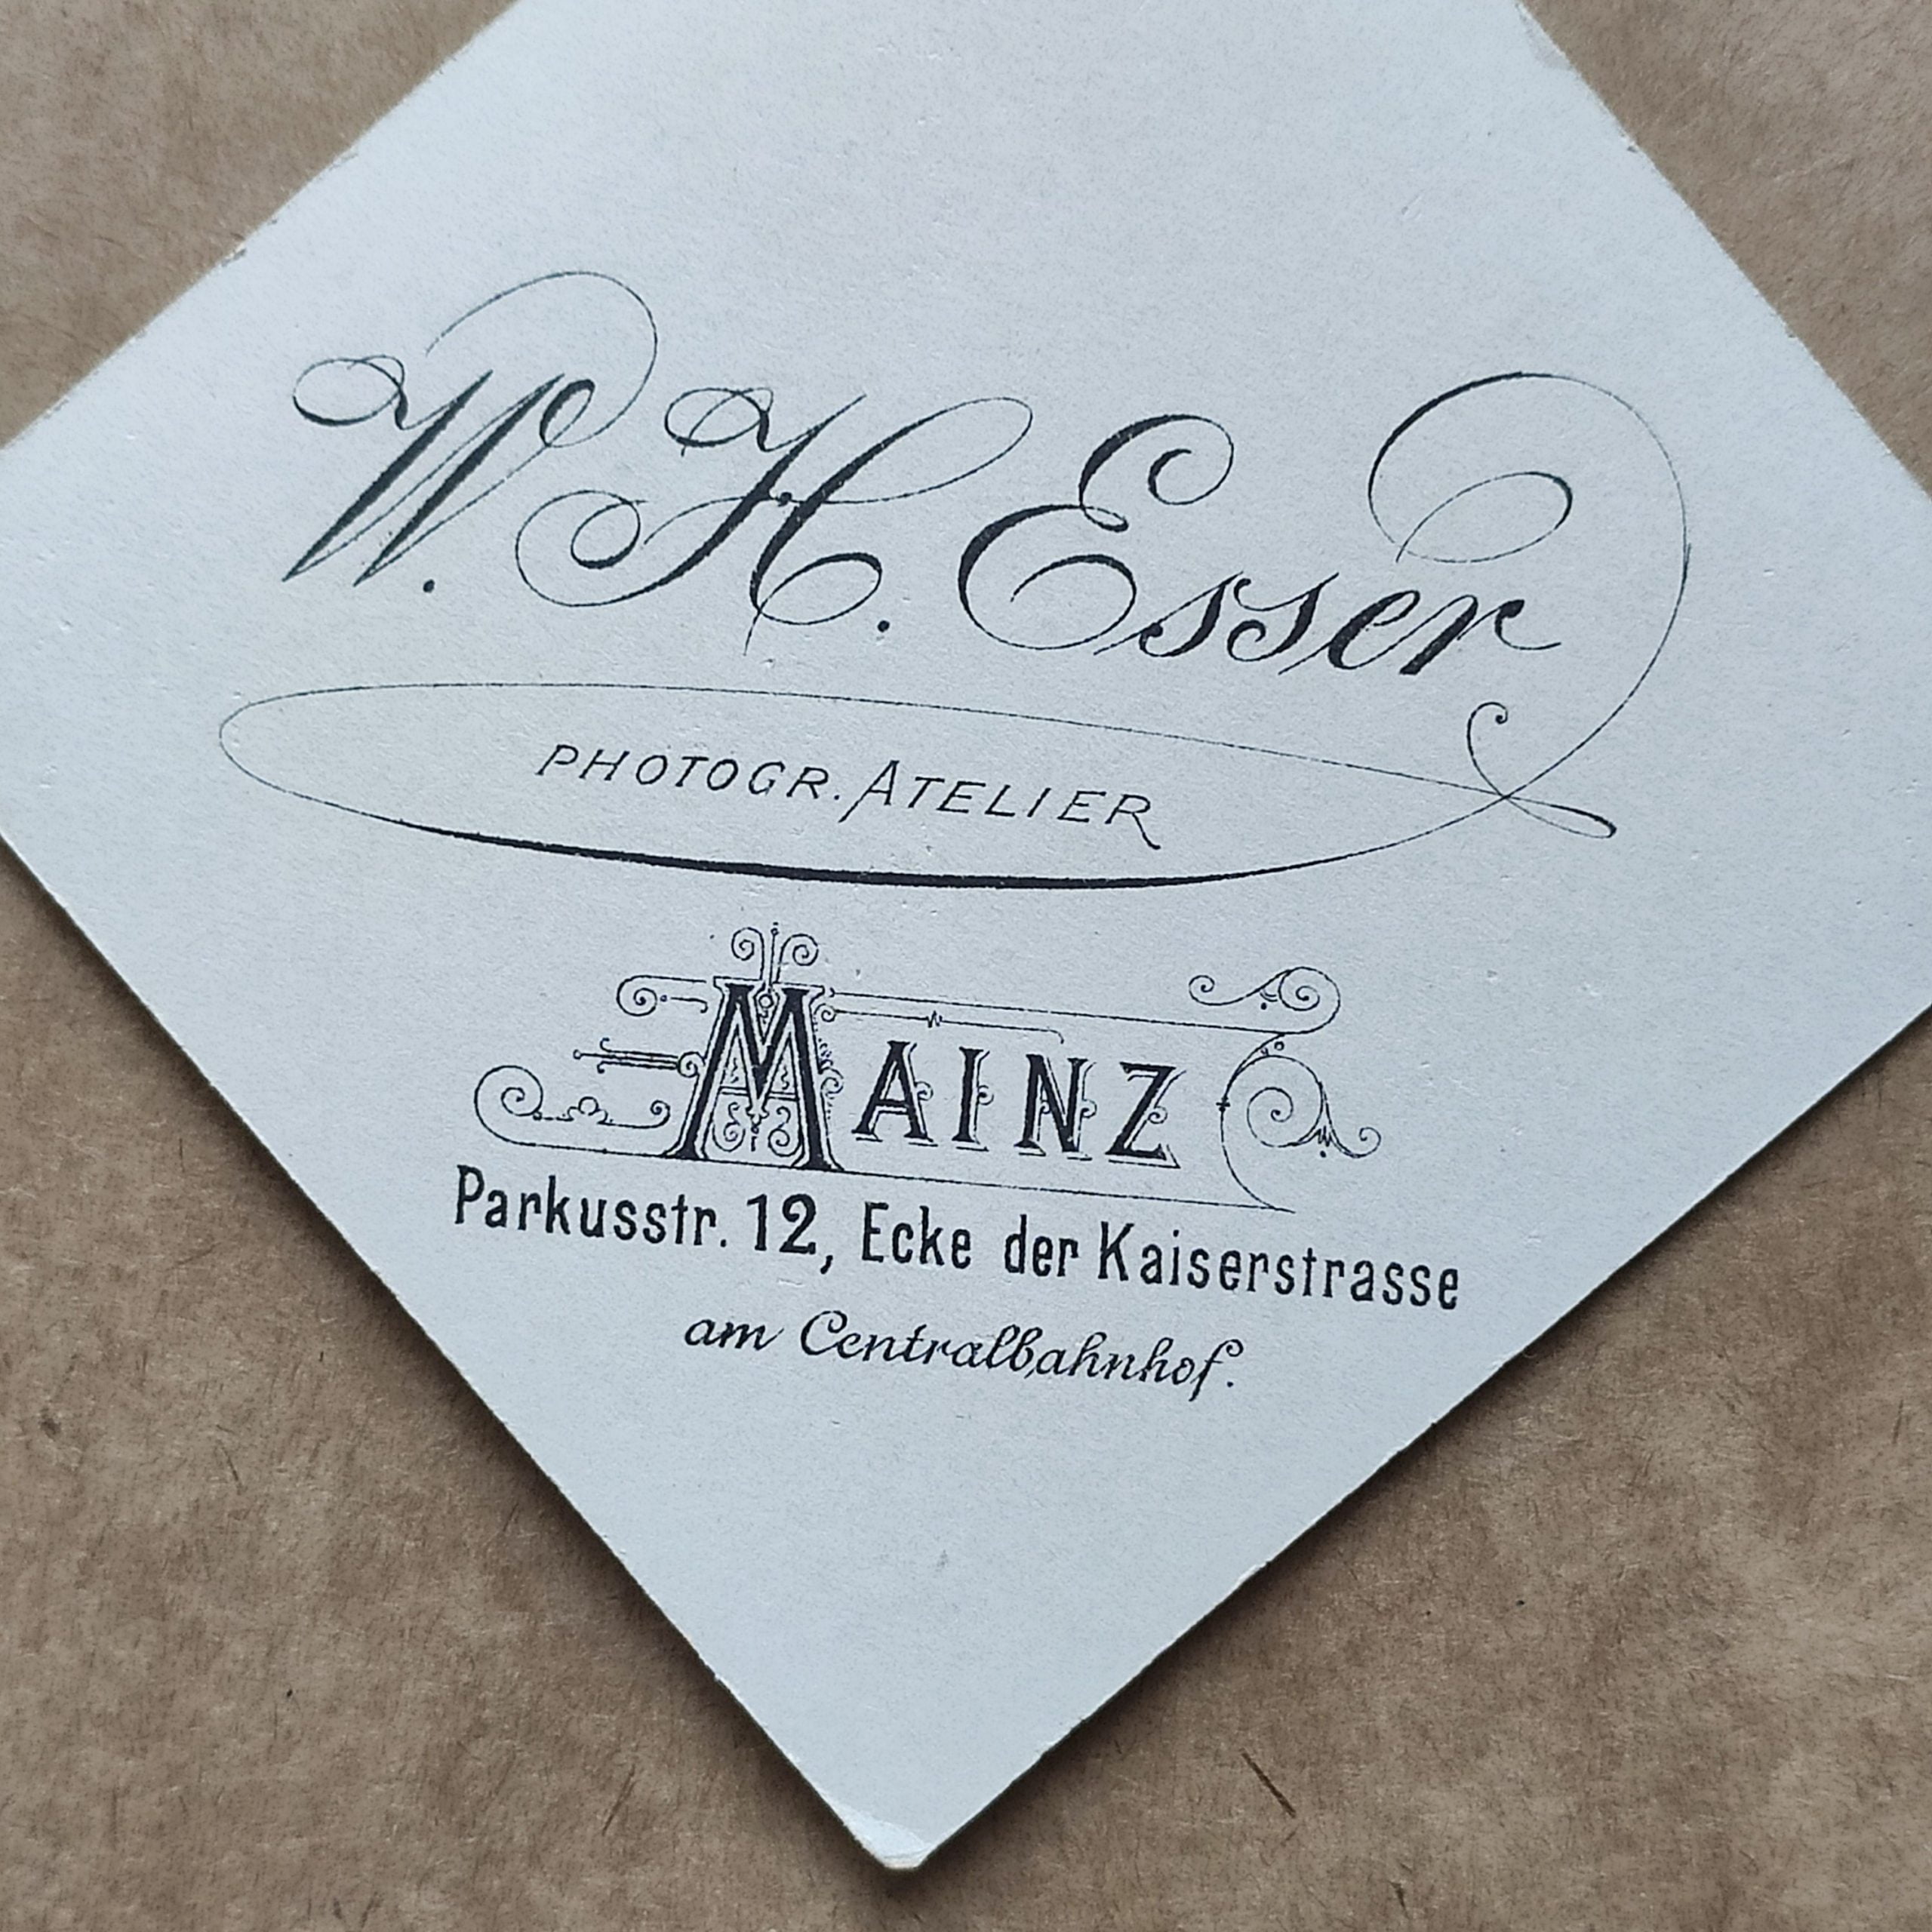 W. H. Esser
PHOTOGR. ATELIER
MAINZ
Parkusstr. 12, Ecke der Kaiserstrasse
am Centralbahnhof.